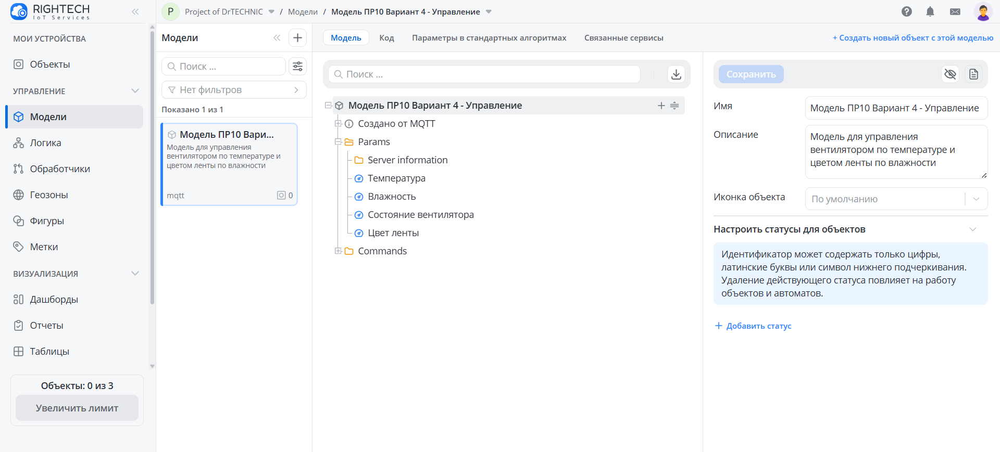 RIGHTECH
IoT Services
МОИ УСТРОЙСТВА
Объекты
УПРАВЛЕНИЕ
Модели
Логика
Обработчики
Геозоны
Фигуры
Метки
ВИЗУАЛИЗАЦИЯ
Дашборды
Отчеты
Таблицы
Объекты: 0 из 3
Увеличить лимит
P Project of DrTECHNIC / Модели / Модель ПР10 Вариант 4 - Управление
Модели
Поиск ...
Нет фильтров
Показано 1 из 1
Модель ПР10 Вари...
Модель для управления
вентилятором по температуре и
цветом ленты по влажности
mqtt 0
Модель Код Параметры в стандартных алгоритмах Связанные сервисы
+ Создать новый объект с этой моделью
Поиск ...
Модель ПР10 Вариант 4 - Управление
Создано от MQTT
Params
Server information
Температура
Влажность
Состояние вентилятора
Цвет ленты
Commands
Сохранить
Имя
Модель ПР10 Вариант 4 - Управление
Описание
Модель для управления
вентилятором по температуре и
цветом ленты по влажности
Иконка объекта
По умолчанию
Настроить статусы для объектов
Идентификатор может содержать только цифры,
латинские буквы или символ нижнего подчеркивания.
Удаление действующего статуса повлияет на работу
объектов и автоматов.
+ Добавить статус